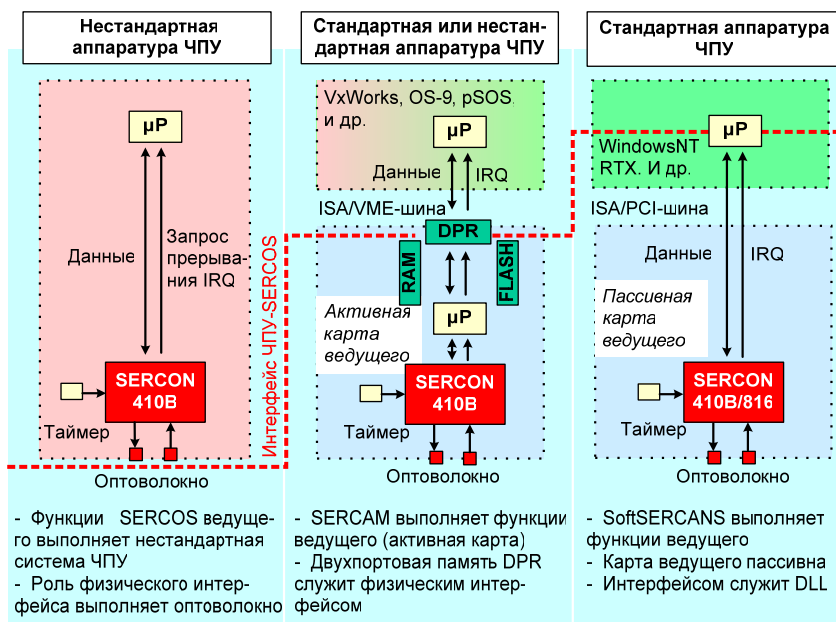 Нестандартная
аппаратура ЧПУ
µP
Данные
Запрос
прерыва-
ния IRQ
SERCON
410B
Таймер
Оптоволокно
- Функции SERCOS ведуще-
го выполняет нестандартная
система ЧПУ
- Роль физического интер-
фейса выполняет оптоволокно
Интерфейс ЧПУ-SERCOS
Стандартная или нестан-
дартная аппаратура ЧПУ
VxWorks, OS-9, pSOS
и др.
µP
Данные
IRQ
ISA/VME-шина
DPR
RAM
FLASH
Активная
карта
ведущего
µP
SERCON
410B
Таймер
Оптоволокно
- SERCAM выполняет функции
ведущего (активная карта)
- Двухпортовая память DPR
служит физическим интер-
фейсом
Стандартная аппаратура
ЧПУ
µP
WindowsNT
RTX. И др.
ISA/PCI-шина
Данные
IRQ
Пассивная
карта
ведущего
SERCON
410B/816
Таймер
Оптоволокно
- SoftSERCANS выполняет
функции ведущего
- Карта ведущего пассивна
- Интерфейсом служит DLL